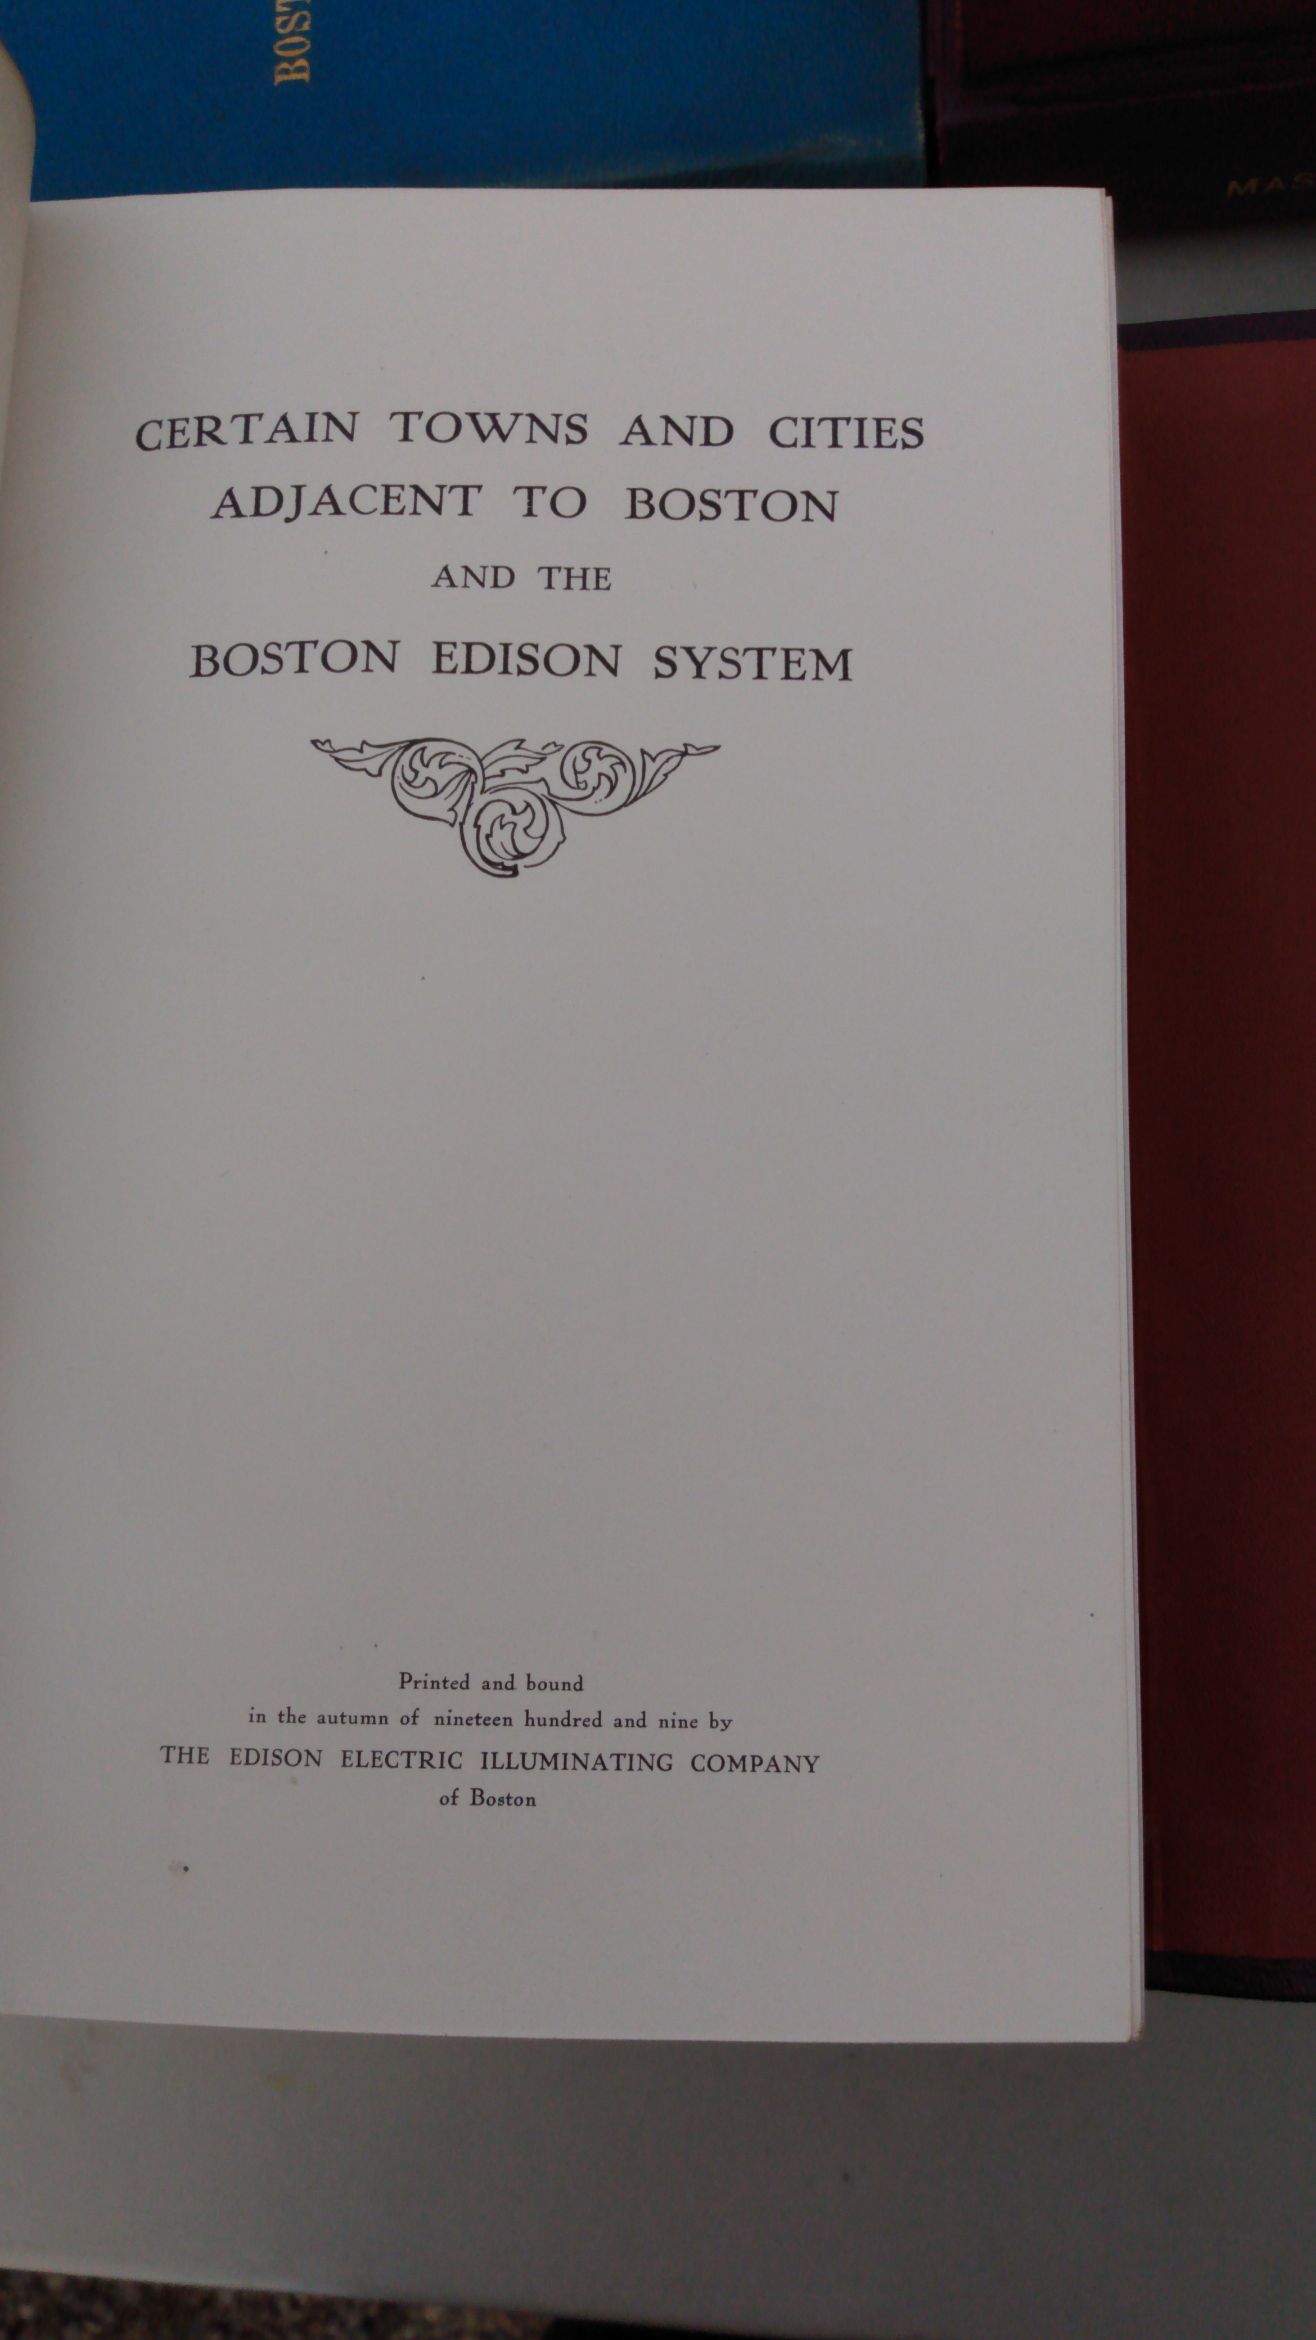 CERTAIN TOWNS AND CITIES
ADJACENT TO BOSTON
AND THE
BOSTON EDISON SYSTEM
Printed and bound
in the autumn of nineteen hundred and nine by
THE EDISON ELECTRIC ILLUMINATING COMPANY
of Boston